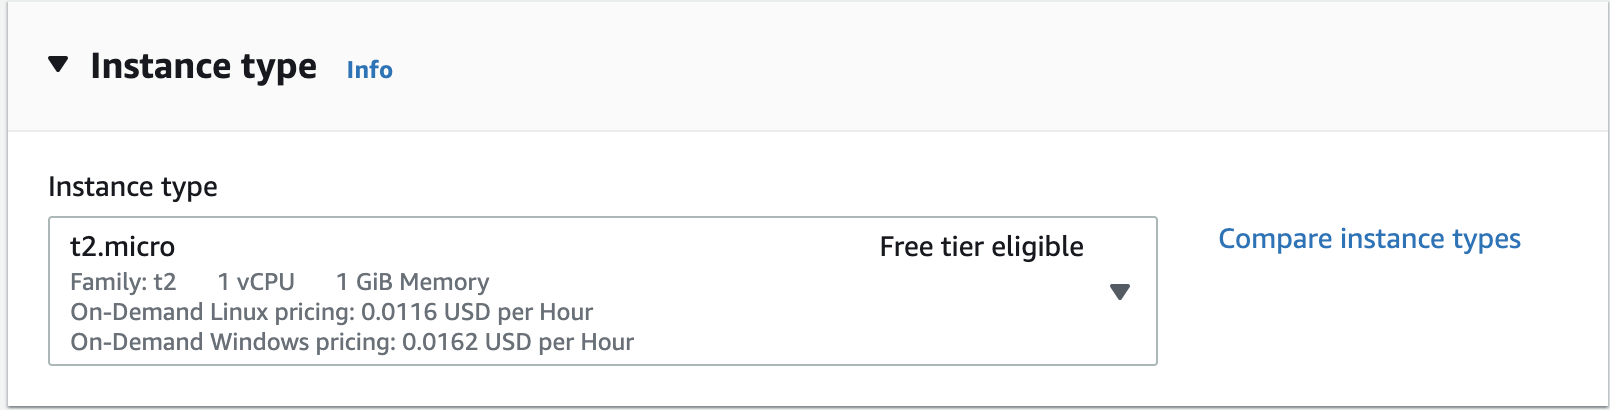 Instance type Info
Instance type
t2.micro Free tier eligible
Family: t2 1 vCPU 1 GiB Memory
On-Demand Linux pricing: 0.0116 USD per Hour
On-Demand Windows pricing: 0.0162 USD per Hour
Compare instance types